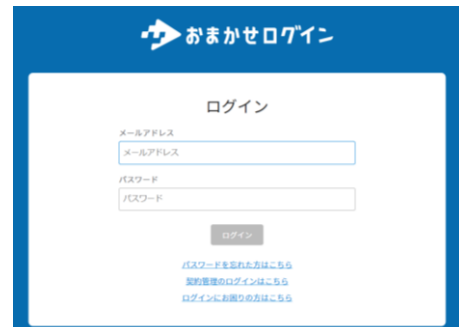 おまかせログイン
ログイン
メールアドレス
メールアドレス
パスワード
パスワード
ログイン
パスワードを忘れた方はこちら
契約管理のログインはこちら
ログインにお困りの方はこちら